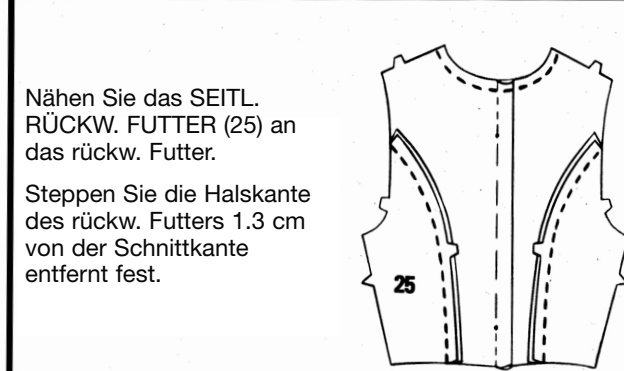 Nähen Sie das SEITL.
RÜCKW. FUTTER (25) an
das rückw. Futter.
Steppen Sie die Halskante
des rückw. Futters 1.3 cm
von der Schnittkante
entfernt fest.
25